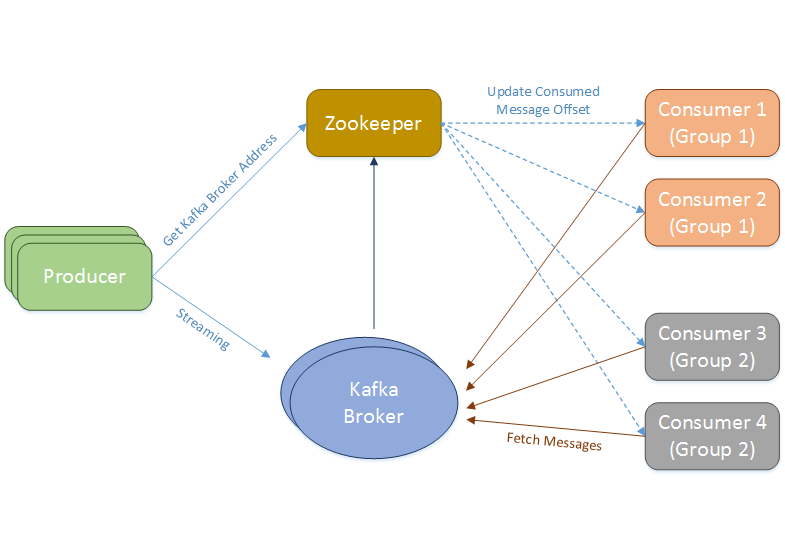 Update Consumed
Message Offset
Zookeeper
Consumer 1
(Group 1)
Get Kafka Broker Address
Consumer 2
(Group 1)
Producer
Streaming
Kafka
Broker
Consumer 3
(Group 2)
Consumer 4
(Group 2)
Fetch Messages